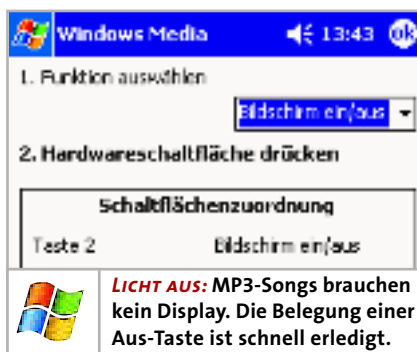 Windows Media 13:43 ok
1. Funktion auswählen
Bildschirm ein/aus
2. Hardwareschaltfläche drücken
Schaltflächenzuordnung
Taste 2 Bildschirm ein/aus
LICHT AUS: MP3-Songs brauchen
kein Display. Die Belegung einer
Aus-Taste ist schnell erledigt.